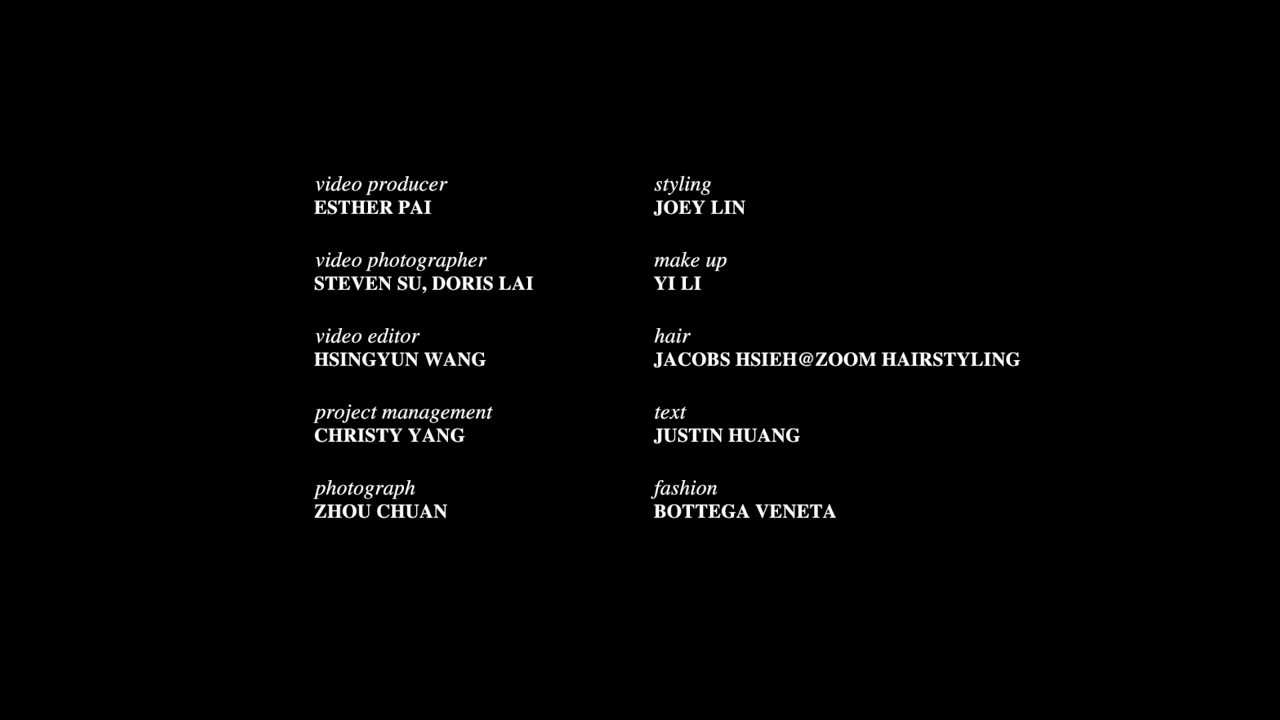 video producer
ESTHER PAI
video photographer
STEVEN SU, DORIS LAI
video editor
HSINGYUN WANG
project management
CHRISTY YANG
photograph
ZHOU CHUAN
styling
JOEY LIN
make up
YI LI
hair
JACOBS HSIEH@ZOOM HAIRSTYLING
text
JUSTIN HUANG
fashion
BOTTEGA VENETA